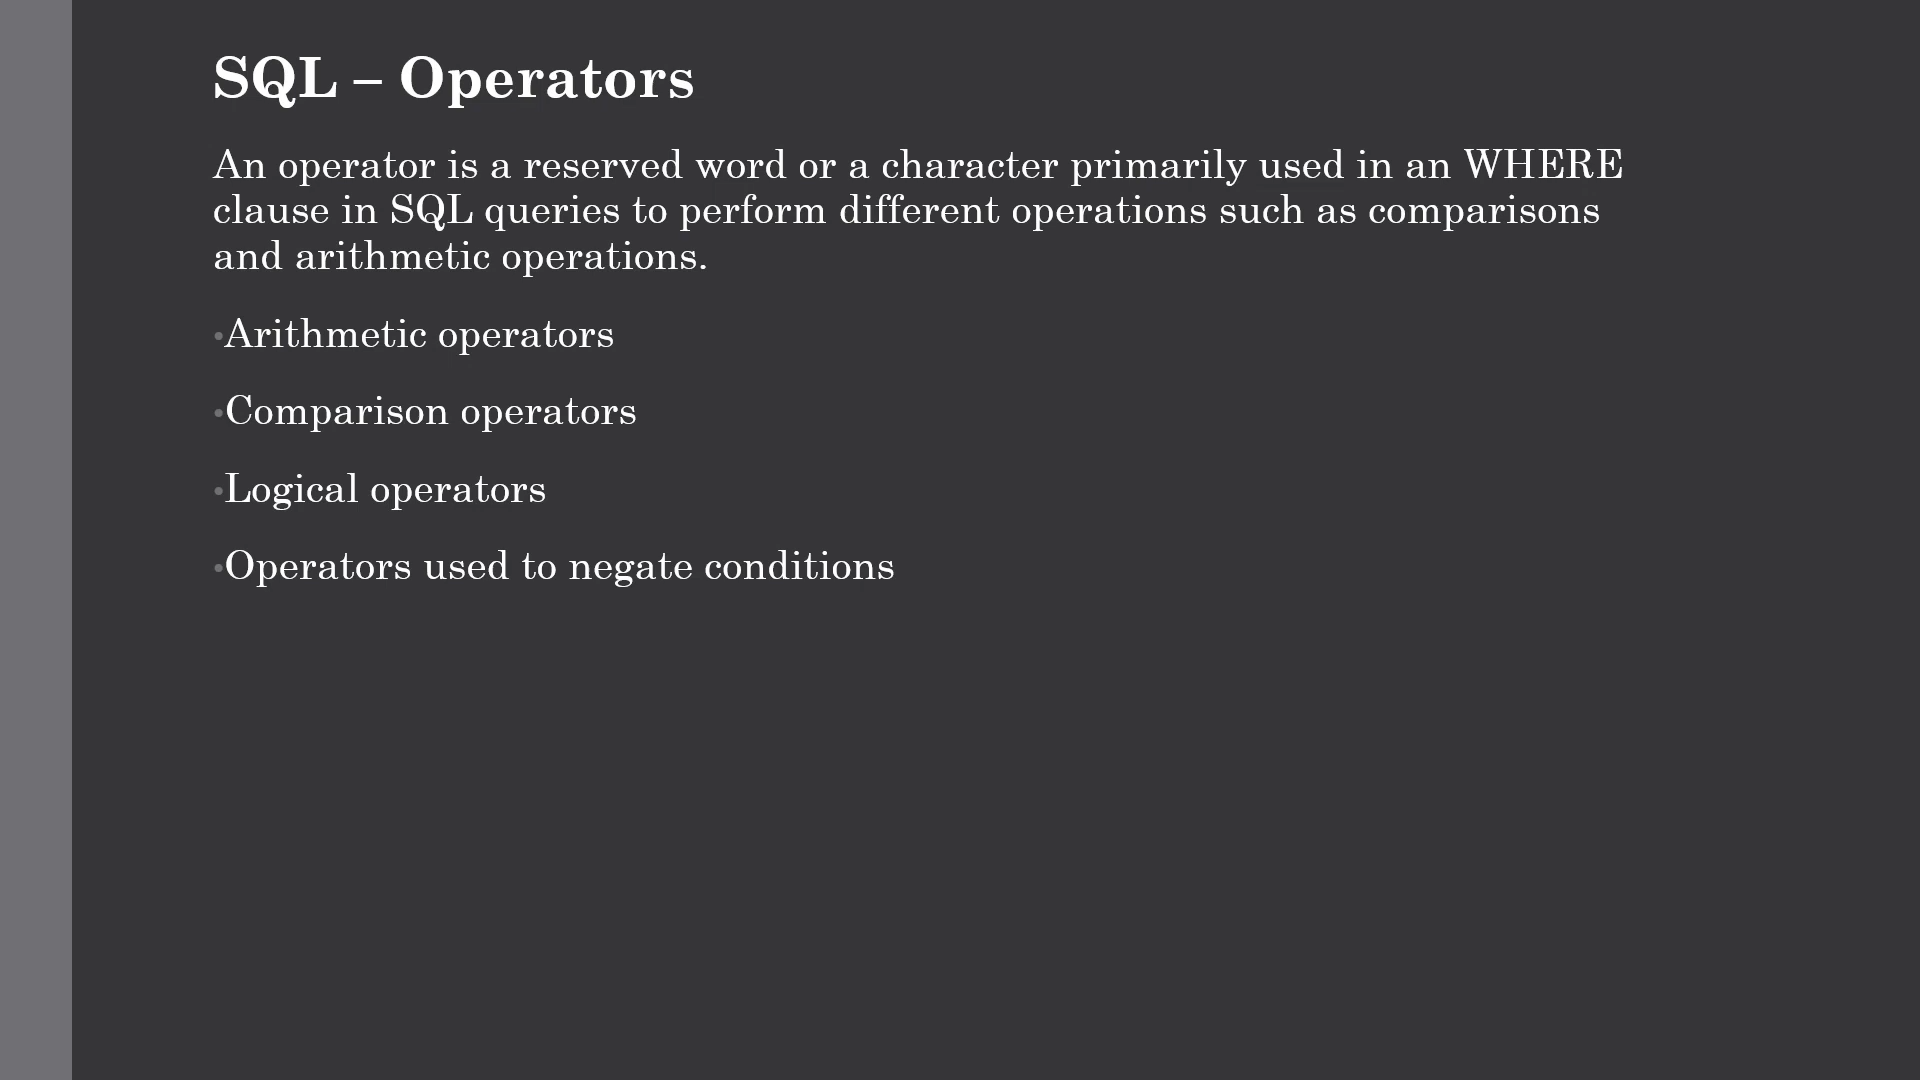 SQL – Operators
An operator is a reserved word or a character primarily used in an WHERE
clause in SQL queries to perform different operations such as comparisons
and arithmetic operations.
•Arithmetic operators
•Comparison operators
•Logical operators
•Operators used to negate conditions